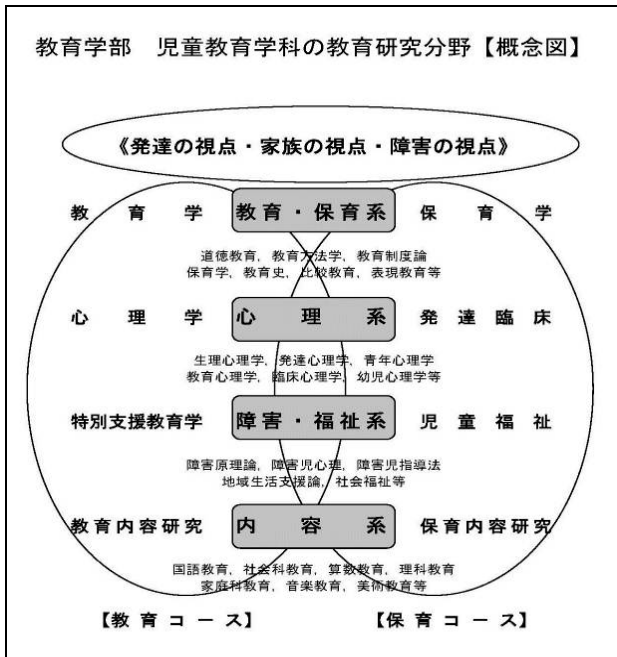 教育学部　児童教育学科の教育研究分野【概念図】
《発達の視点・家族の視点・障害の視点》
教育学　教育・保育系　保育学
道徳教育，教育方法学，教育制度論
保育学，教育史，比較教育，表現教育等
心理学　心理系　発達臨床
生理心理学，発達心理学，青年心理学
教育心理学，臨床心理学，幼児心理学等
特別支援教育学　障害・福祉系　児童福祉
障害原理論，障害児心理，障害児指導法
地域生活支援論，社会福祉等
教育内容研究　内容系　保育内容研究
国語教育，社会科教育，算数教育，理科教育
家庭科教育，音楽教育，美術教育等
【教育コース】　【保育コース】